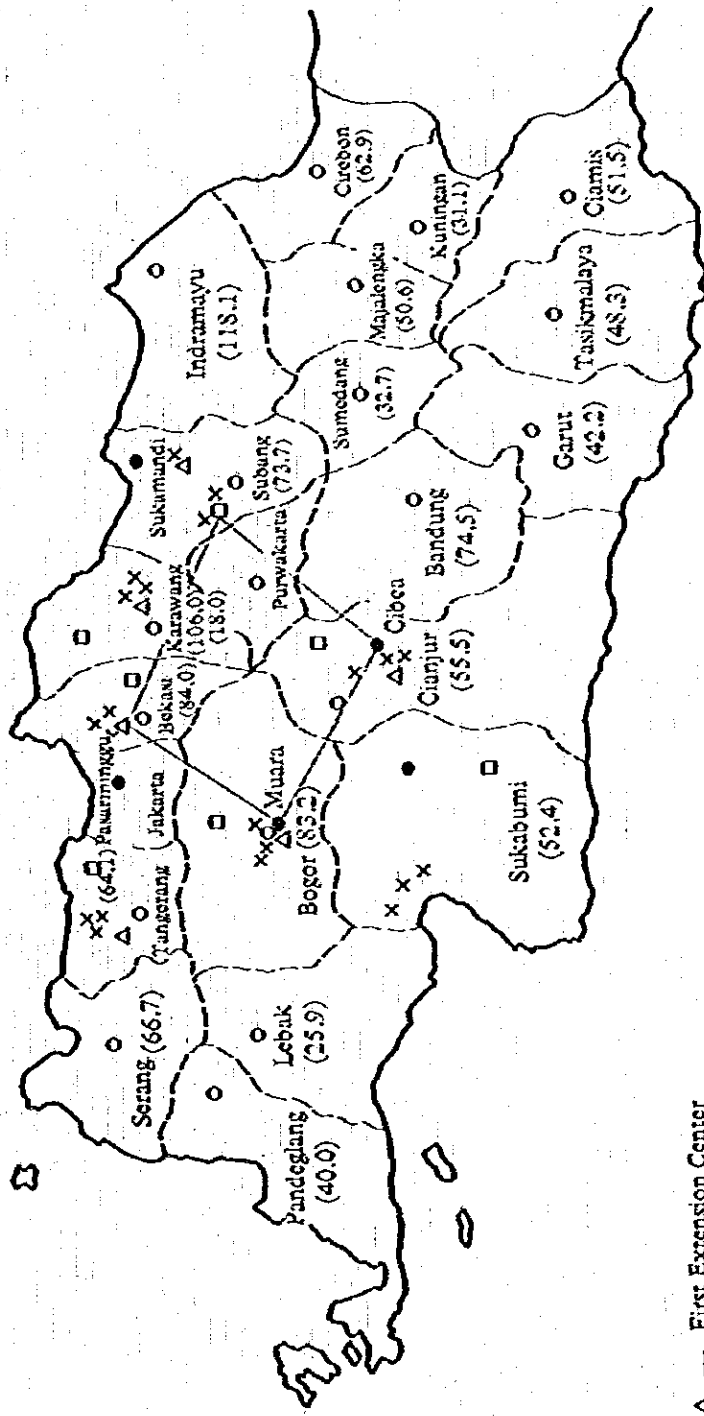 Cirebon
(62.9)
Indramayu
(118.1)
Kuningan
(31.1)
Majalengka
(50.6)
Ciamis
(51.5)
Tasikmalaya
(48.3)
Sumedang
(32.7)
Garut
(42.2)
Sukamandi
Subang
(73.7)
Bandung
(74.5)
Purwakarta
Karawang
(106.0)
(18.0)
Cibea
Cianjur
(55.5)
Bekasi
(84.0)
Pasarminggu
Jakarta
Muara
Bogor (83.2)
Sukabumi
(52.4)
(64.1)
Tangerang
Serang (66.7)
Lebak
(25.9)
Pandeglang
(40.0)
First Extension Center